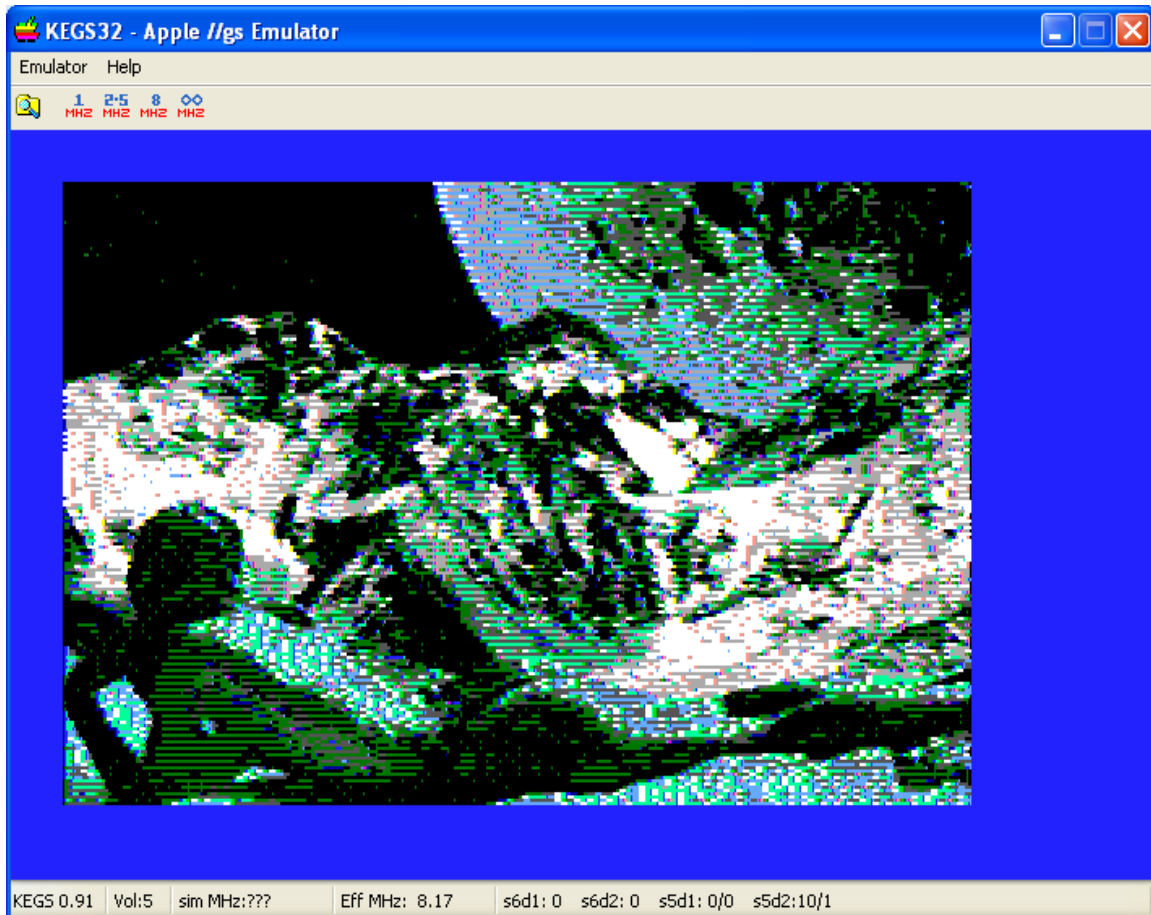 KEGS32 - Apple //gs Emulator
Emulator Help
1 MHZ 2·5 MHZ 8 MHZ ∞ MHZ
KEGS 0.91 Vol:5 sim MHz:??? Eff MHz: 8.17 s6d1: 0 s6d2: 0 s5d1: 0/0 s5d2:10/1